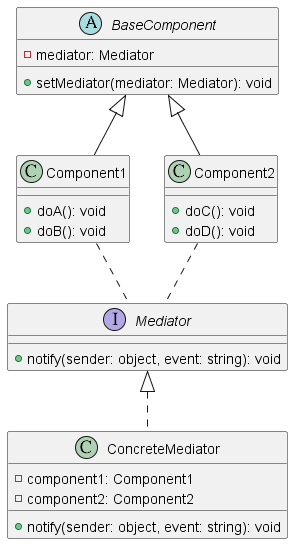 A BaseComponent
mediator: Mediator
setMediator(mediator: Mediator): void
C Component1
doA(): void
doB(): void
C Component2
doC(): void
doD(): void
I Mediator
notify(sender: object, event: string): void
C ConcreteMediator
component1: Component1
component2: Component2
notify(sender: object, event: string): void